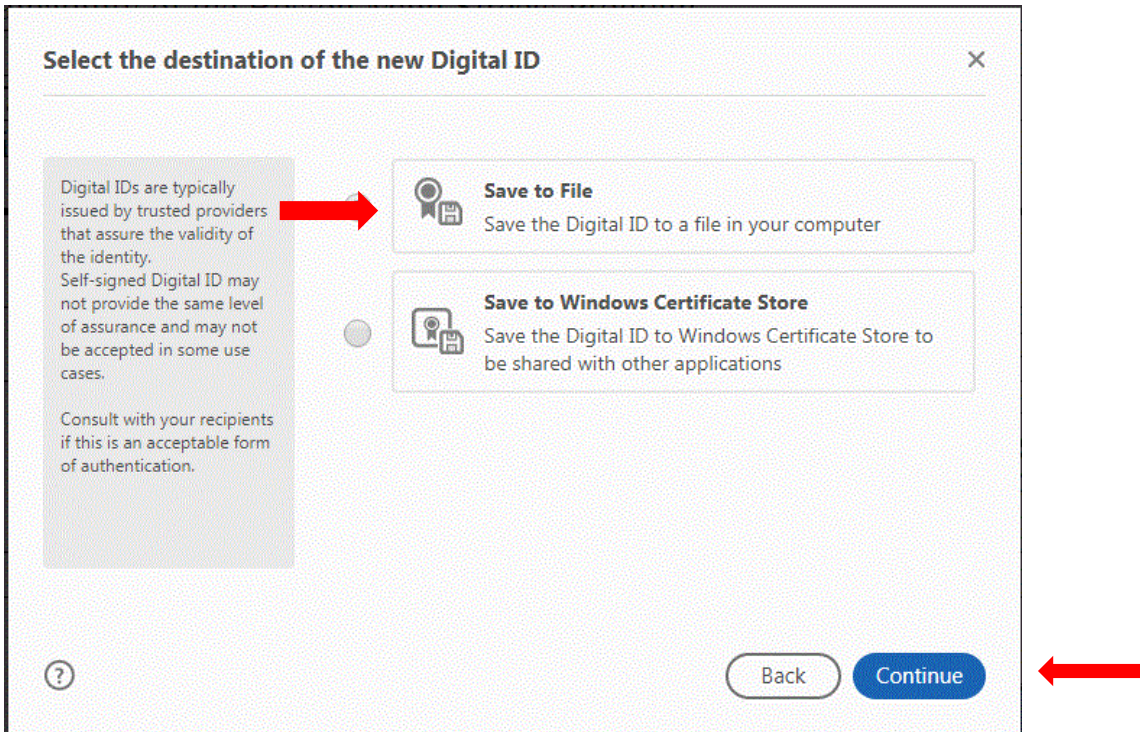 Select the destination of the new Digital ID
Digital IDs are typically
issued by trusted providers
that assure the validity of
the identity.
Self-signed Digital ID may
not provide the same level
of assurance and may not
be accepted in some use
cases.
Consult with your recipients
if this is an acceptable form
of authentication.
Save to File
Save the Digital ID to a file in your computer
Save to Windows Certificate Store
Save the Digital ID to Windows Certificate Store to
be shared with other applications
?
Back
Continue